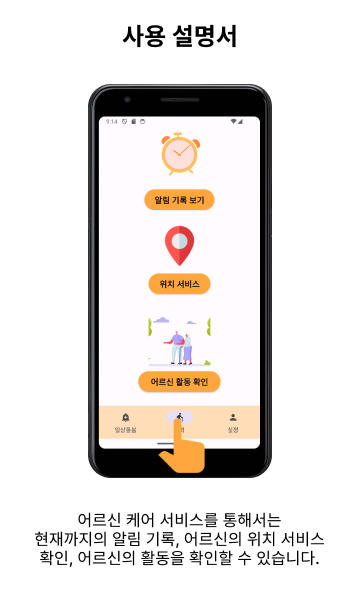 사용 설명서
9:14
알림 기록 보기
위치 서비스
어르신 활동 확인
일상돌봄
설정
어르신 케어 서비스를 통해서는
현재까지의 알림 기록, 어르신의 위치 서비스
확인, 어르신의 활동을 확인할 수 있습니다.